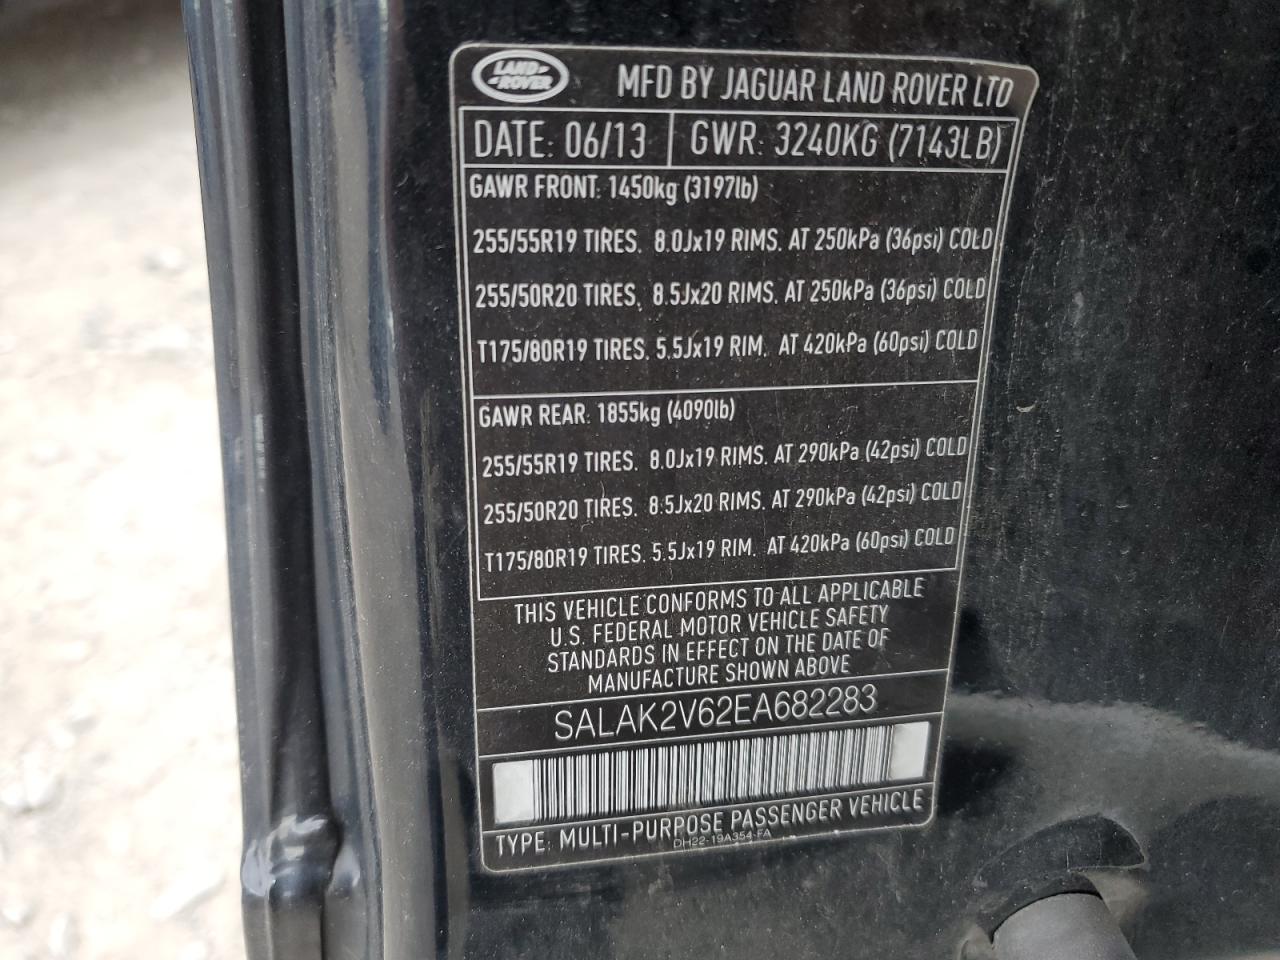 LAND ROVER
MFD BY JAGUAR LAND ROVER LTD
DATE: 06/13 GWR: 3240KG (7143LB)
GAWR FRONT: 1450kg (3197lb)
255/55R19 TIRES. 8.0Jx19 RIMS. AT 250kPa (36psi) COLD
255/50R20 TIRES. 8.5Jx20 RIMS. AT 250kPa (36psi) COLD
T175/80R19 TIRES. 5.5Jx19 RIM. AT 420kPa (60psi) COLD
GAWR REAR: 1855kg (4090lb)
255/55R19 TIRES. 8.0Jx19 RIMS. AT 290kPa (42psi) COLD
255/50R20 TIRES. 8.5Jx20 RIMS. AT 290kPa (42psi) COLD
T175/80R19 TIRES. 5.5Jx19 RIM. AT 420kPa (60psi) COLD
THIS VEHICLE CONFORMS TO ALL APPLICABLE
U.S. FEDERAL MOTOR VEHICLE SAFETY
STANDARDS IN EFFECT ON THE DATE OF
MANUFACTURE SHOWN ABOVE
SALAK2V62EA682283
TYPE: MULTI-PURPOSE PASSENGER VEHICLE
DH22-19A354-FA